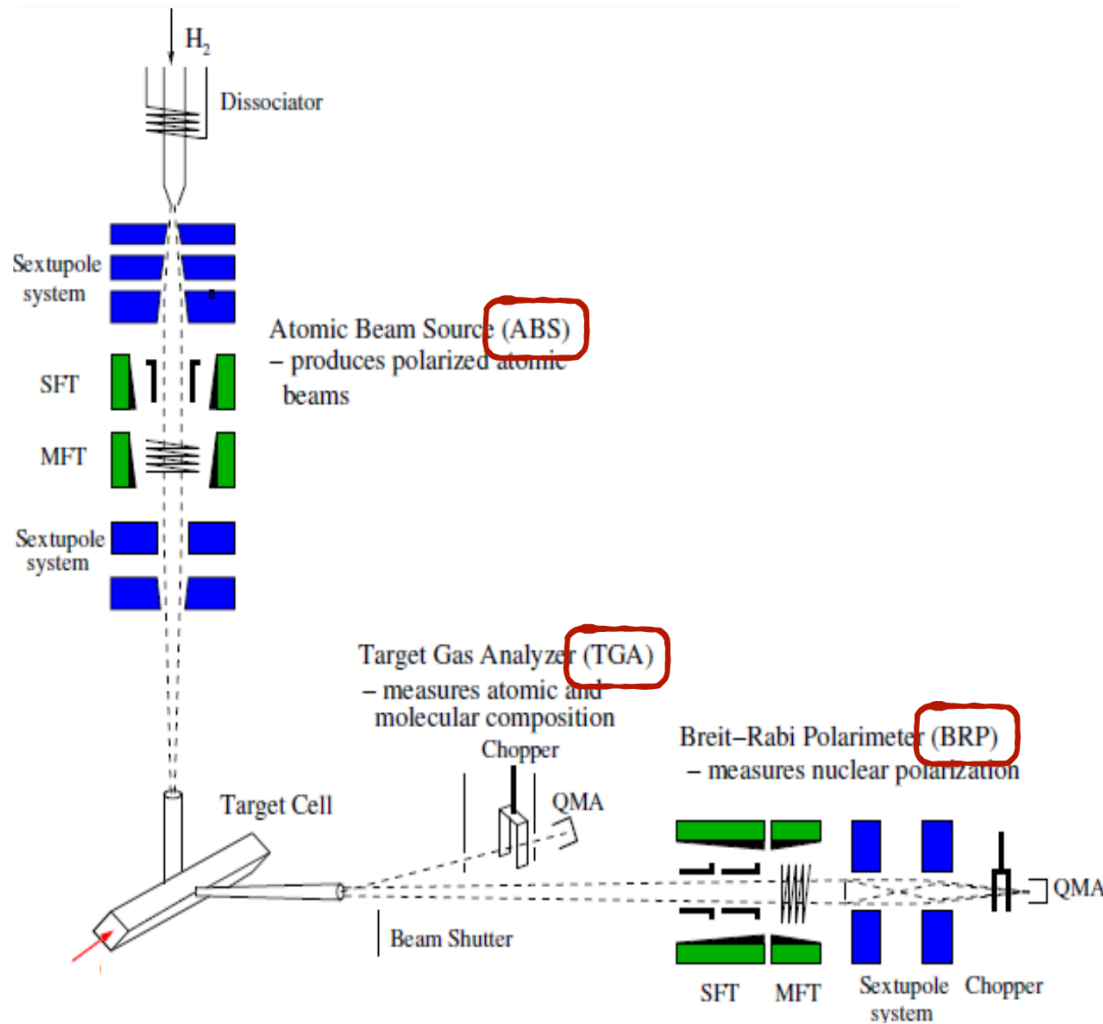 H2
Dissociator
Sextupole
system
Atomic Beam Source (ABS)
– produces polarized atomic
beams
SFT
MFT
Sextupole
system
Target Gas Analyzer (TGA)
– measures atomic and
molecular composition
Chopper
QMA
Breit–Rabi Polarimeter (BRP)
– measures nuclear polarization
Target Cell
QMA
Beam Shutter
SFT
MFT
Sextupole
system
Chopper